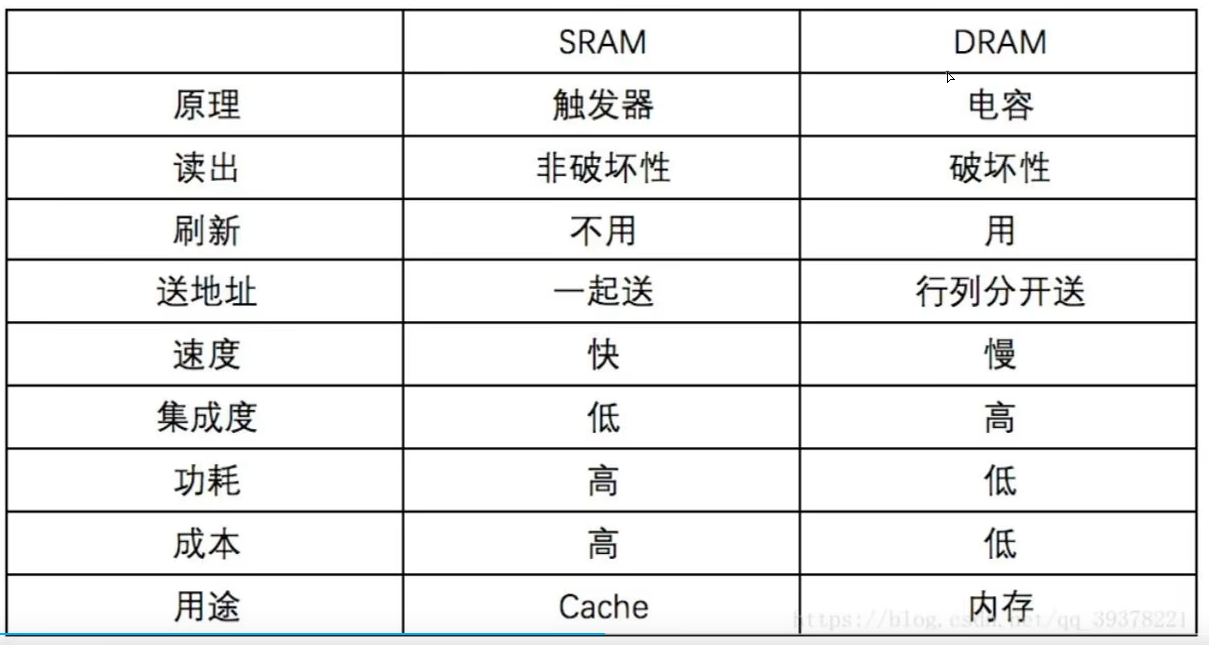 SRAM DRAM
原理 触发器 电容
读出 非破坏性 破坏性
刷新 不用 用
送地址 一起送 行列分开送
速度 快 慢
集成度 低 高
功耗 高 低
成本 高 低
用途 Cache 内存
https://blog.csdn.net/qq_39378221